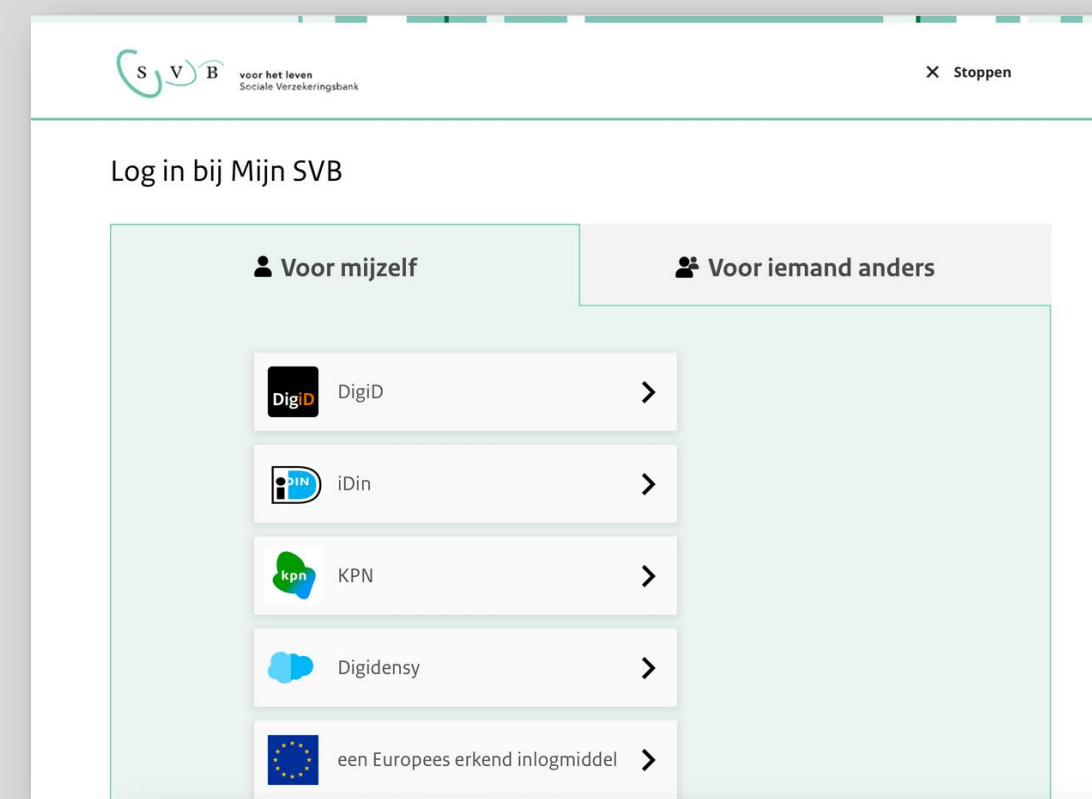 S V B
voor het leven
Sociale Verzekeringsbank
Stoppen
Log in bij Mijn SVB
Voor mijzelf
Voor iemand anders
DigiD DigiD
iDIN iDin
kpn KPN
Digidensy
een Europees erkend inlogmiddel